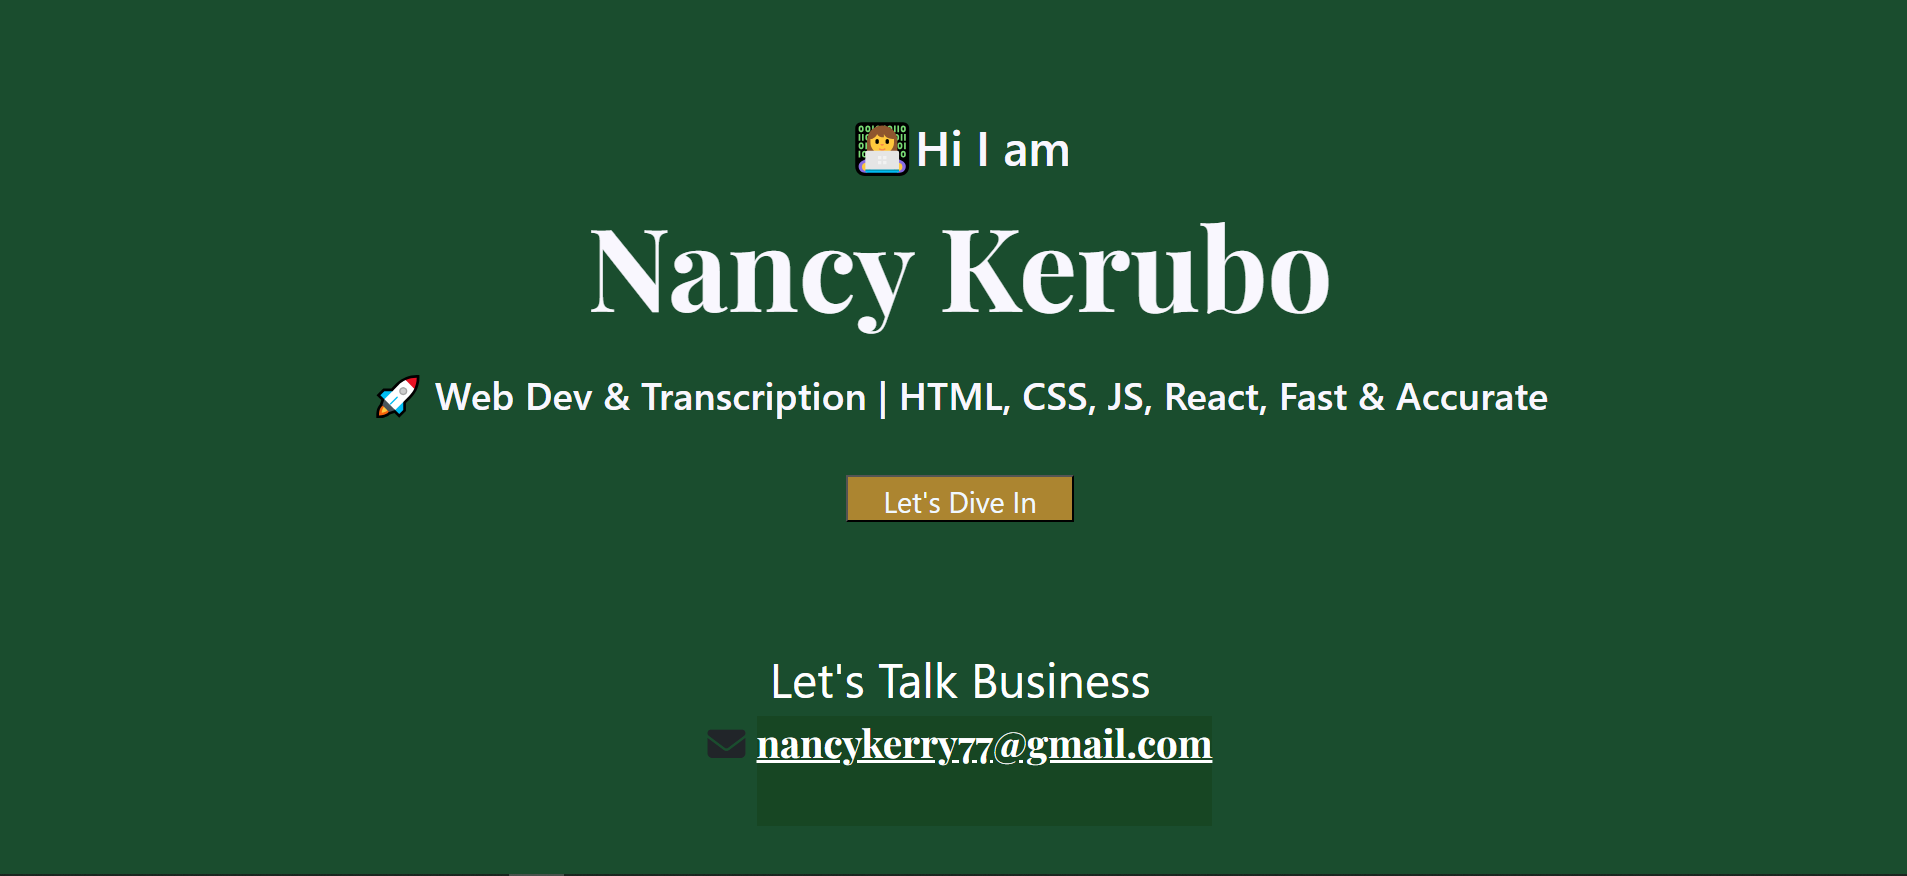 Hi I am
Nancy Kerubo
🚀 Web Dev & Transcription | HTML, CSS, JS, React, Fast & Accurate
Let's Dive In
Let's Talk Business
nancykerry77@gmail.com